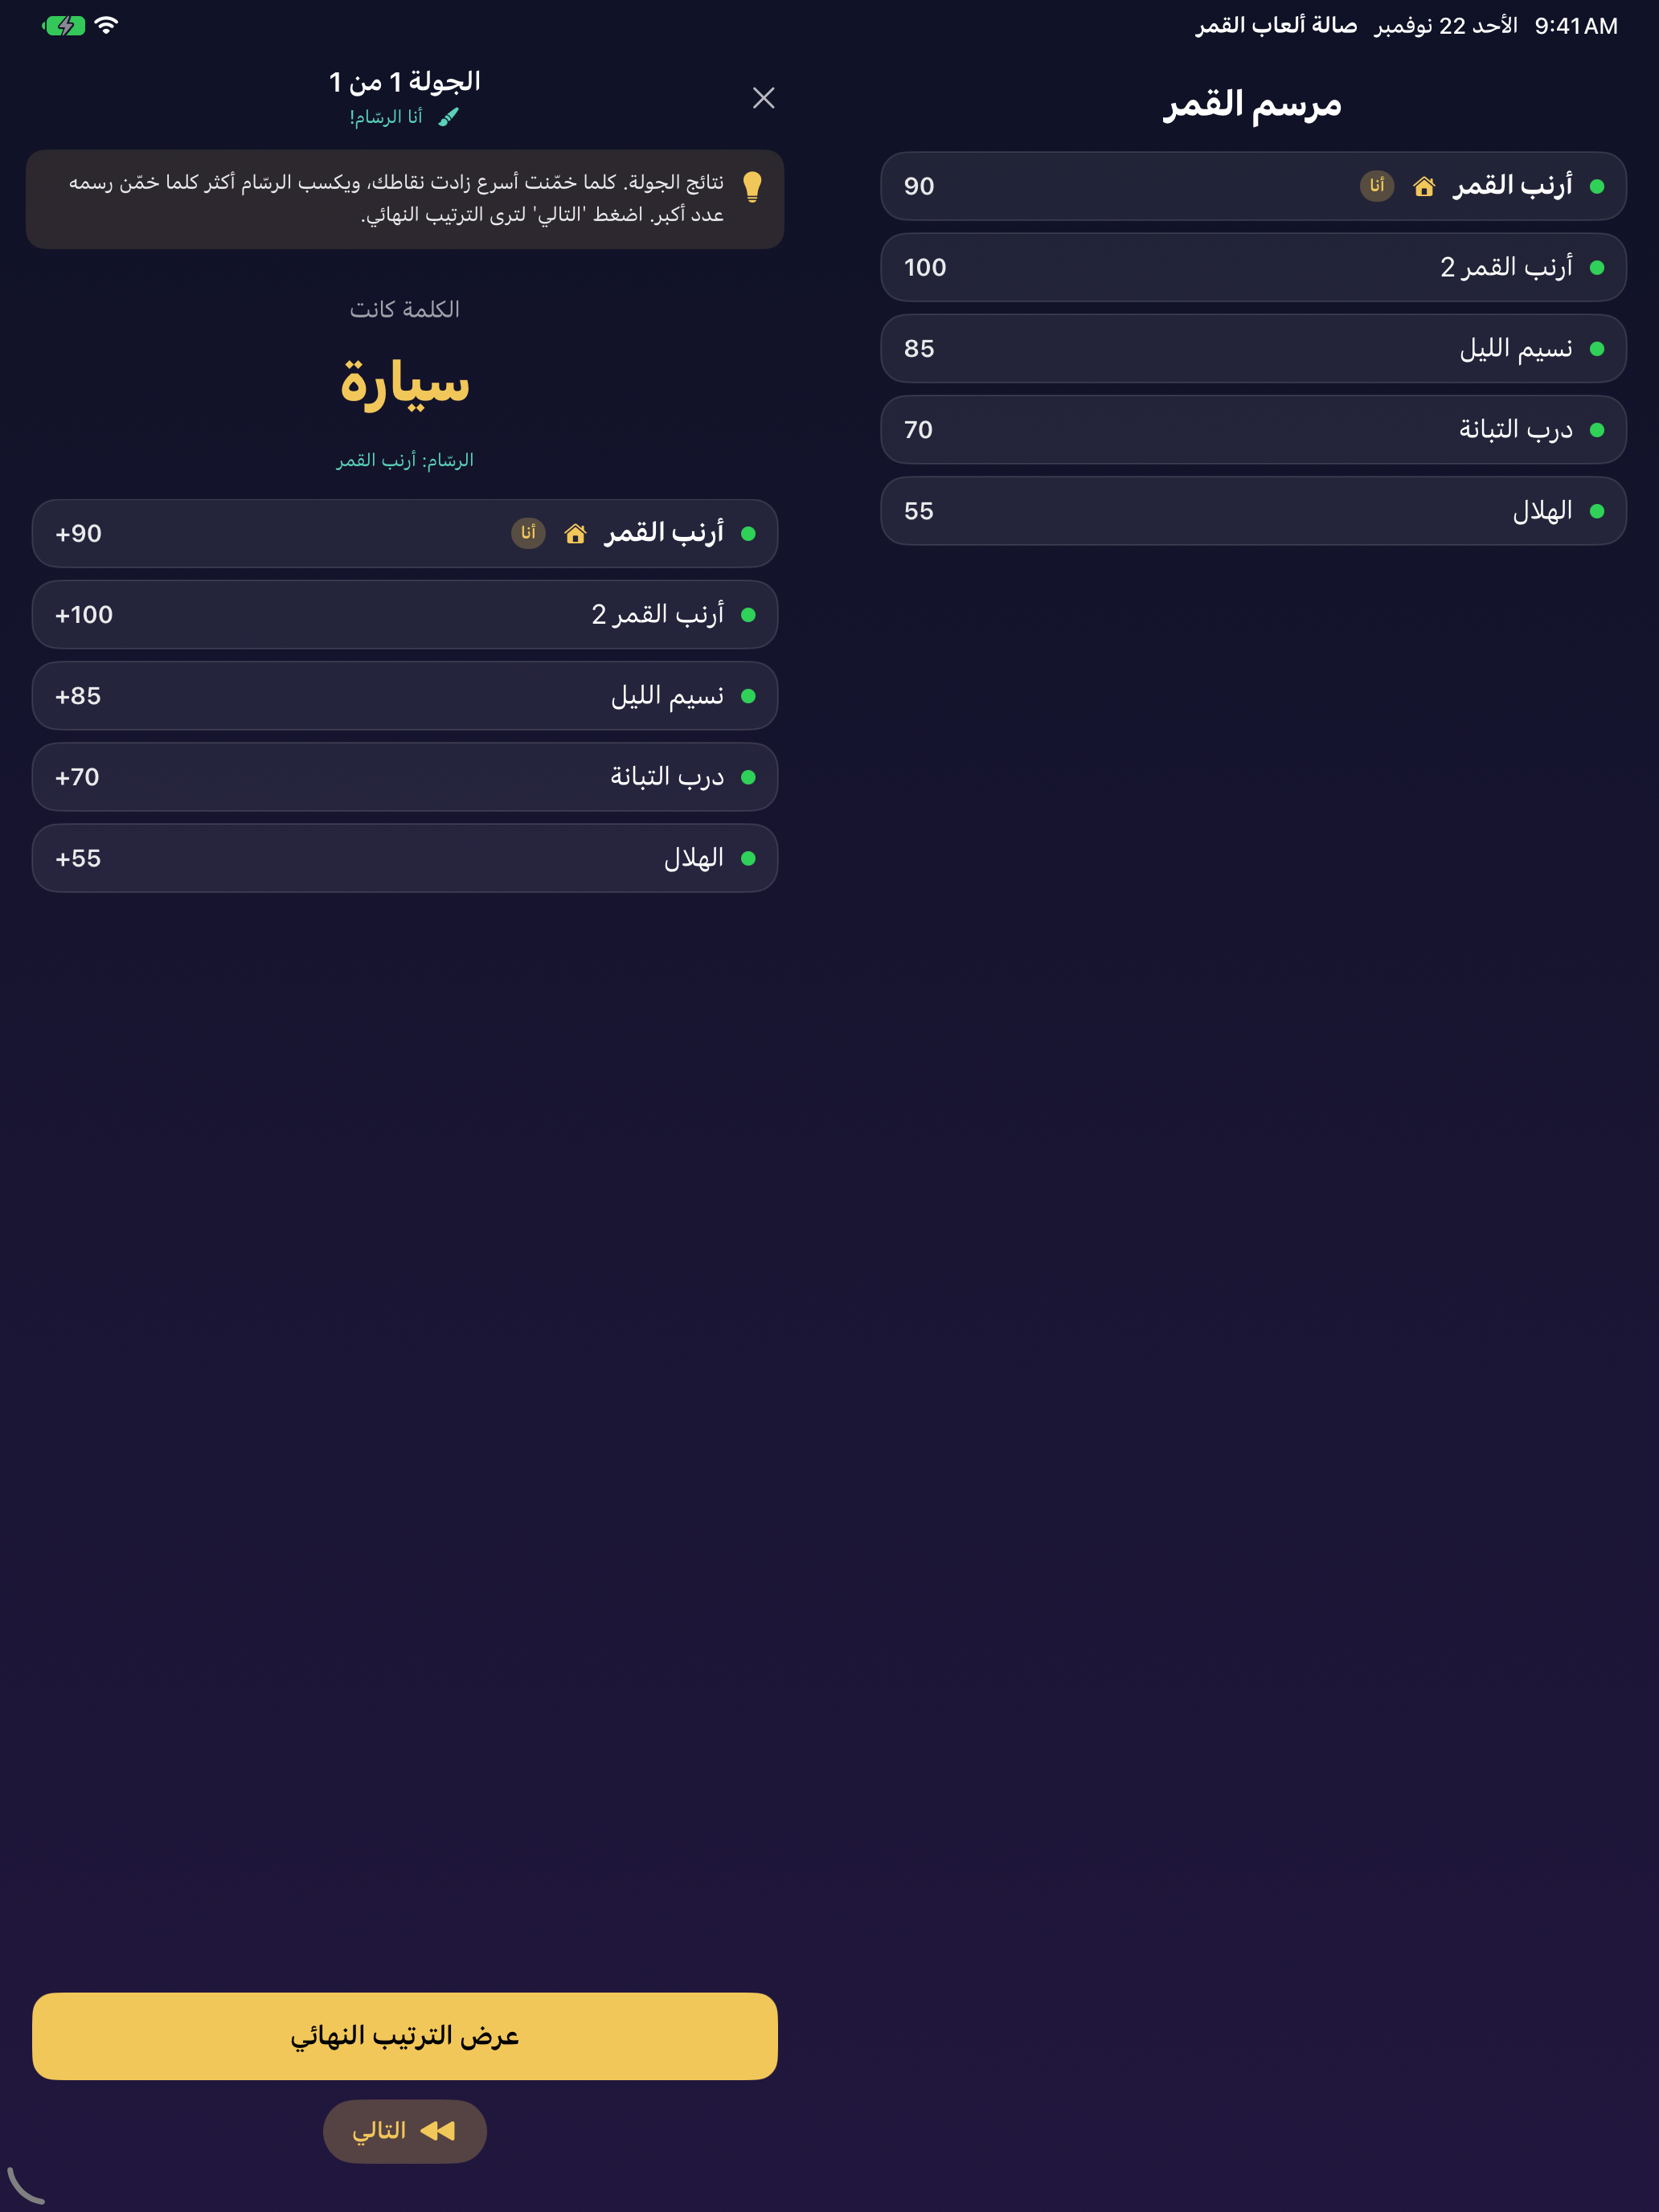 9:41 AM الأحد 22 نوفمبر صالة ألعاب القمر
مرسم القمر
أرنب القمر أنا 90
أرنب القمر 2 100
نسيم الليل 85
درب التبانة 70
الهلال 55
الجولة 1 من 1
أنا الرسّام!
نتائج الجولة. كلما خمّنت أسرع زادت نقاطك، ويكسب الرسّام أكثر كلما خمّن رسمه
عدد أكبر. اضغط 'التالي' لترى الترتيب النهائي.
الكلمة كانت
سيارة
الرسّام: أرنب القمر
أرنب القمر أنا +90
أرنب القمر 2 +100
نسيم الليل +85
درب التبانة +70
الهلال +55
عرض الترتيب النهائي
التالي